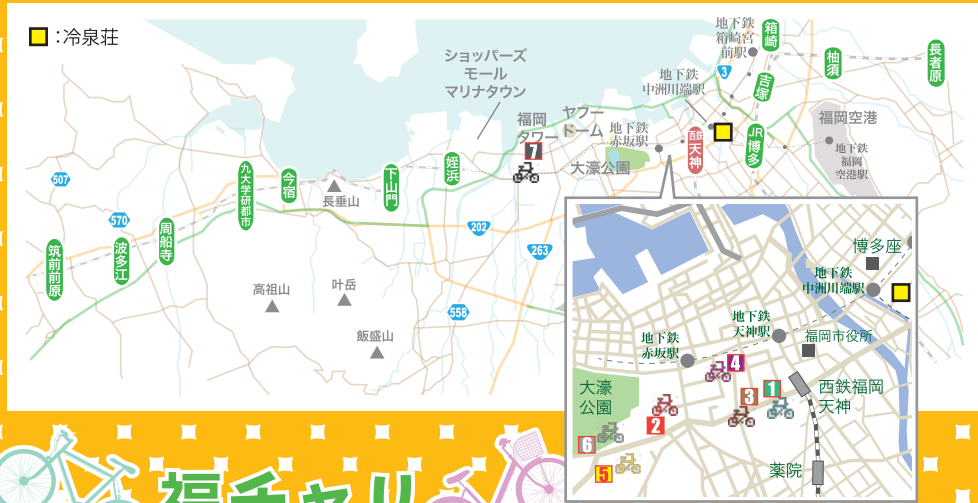 ：冷泉荘
地下鉄
箱崎宮
前駅
箱崎
柚須
長者原
3
吉塚
ショッパーズ
モール
マリナタウン
地下鉄
中洲川端駅
福岡
タワー
ヤフー
ドーム
地下鉄
赤坂駅
西鉄
天神
JR
博多
福岡空港
地下鉄
福岡
空港駅
7
大濠公園
507
九大学研都市
今宿
長垂山
下山門
姪浜
570
筑前前原
波多江
周船寺
202
263
高祖山
叶岳
558
飯盛山
博多座
地下鉄
中洲川端駅
地下鉄
天神駅
福岡市役所
地下鉄
赤坂駅
4
大濠
公園
3
1
西鉄福岡
天神
2
6
5
薬院
福チャリ